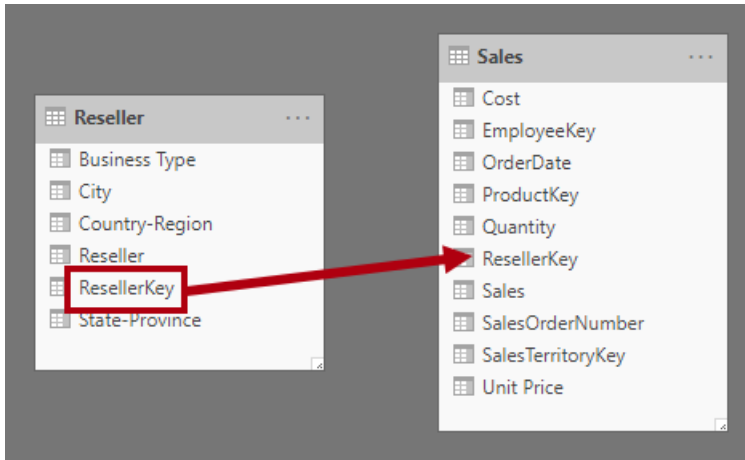 Reseller
Business Type
City
Country-Region
Reseller
ResellerKey
State-Province
Sales
Cost
EmployeeKey
OrderDate
ProductKey
Quantity
ResellerKey
Sales
SalesOrderNumber
SalesTerritoryKey
Unit Price